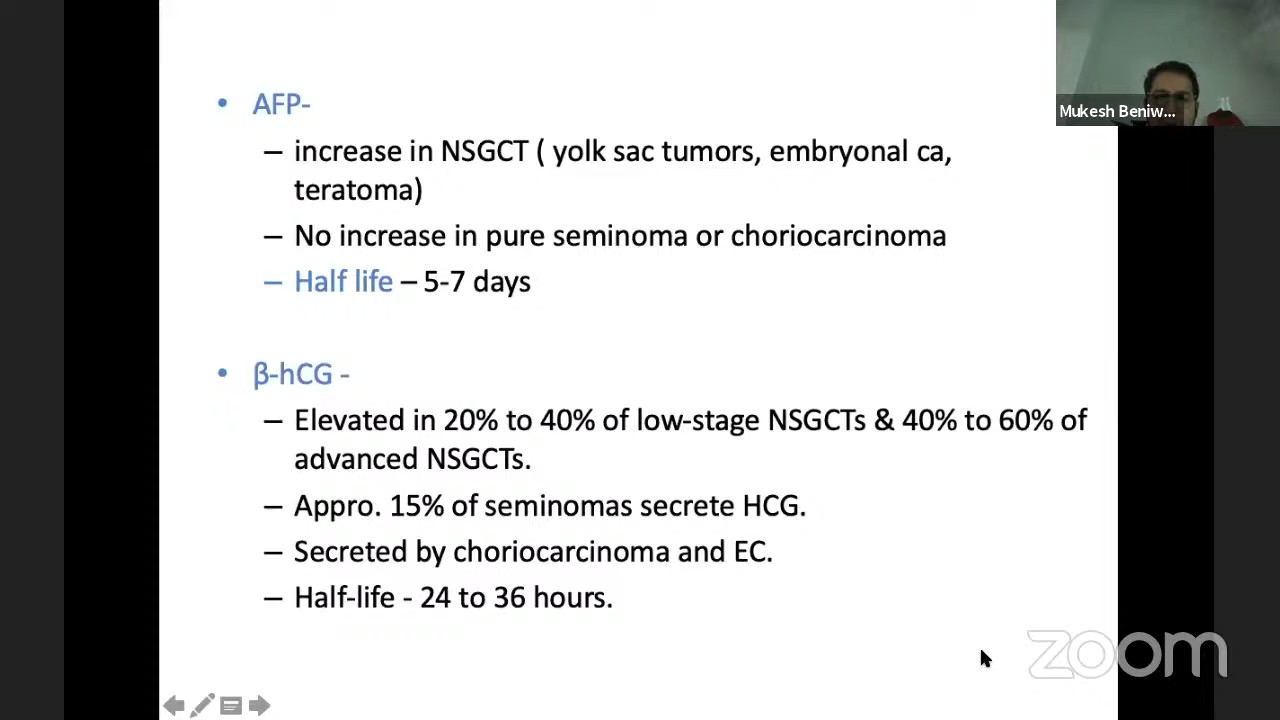 • AFP-
– increase in NSGCT ( yolk sac tumors, embryonal ca,
teratoma)
– No increase in pure seminoma or choriocarcinoma
– Half life – 5-7 days
• β-hCG -
– Elevated in 20% to 40% of low-stage NSGCTs & 40% to 60% of
advanced NSGCTs.
– Appro. 15% of seminomas secrete HCG.
– Secreted by choriocarcinoma and EC.
– Half-life - 24 to 36 hours.
Mukesh Beniw...
zoom